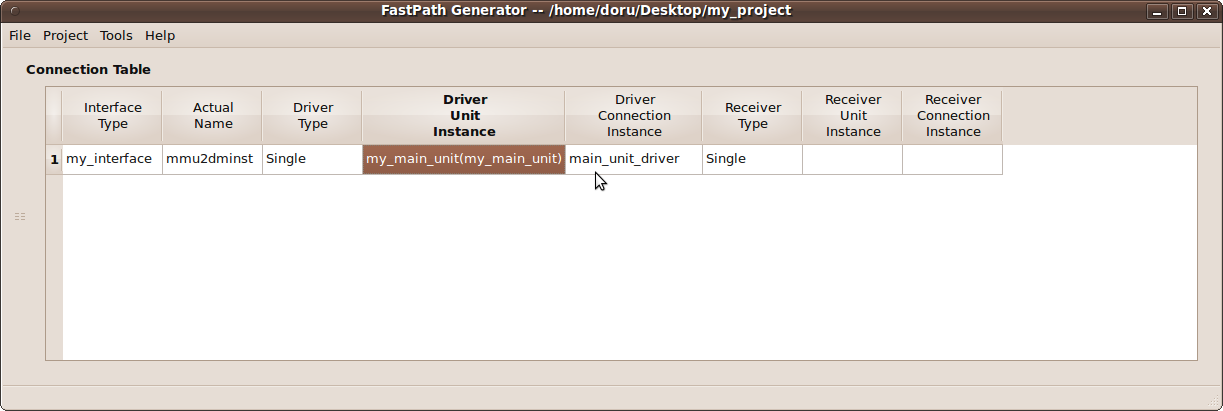 FastPath Generator -- /home/doru/Desktop/my_project
File Project Tools Help
Connection Table
Interface Type
Actual Name
Driver Type
Driver Unit Instance
Driver Connection Instance
Receiver Type
Receiver Unit Instance
Receiver Connection Instance
1 my_interface mmu2dminst Single my_main_unit(my_main_unit) main_unit_driver Single